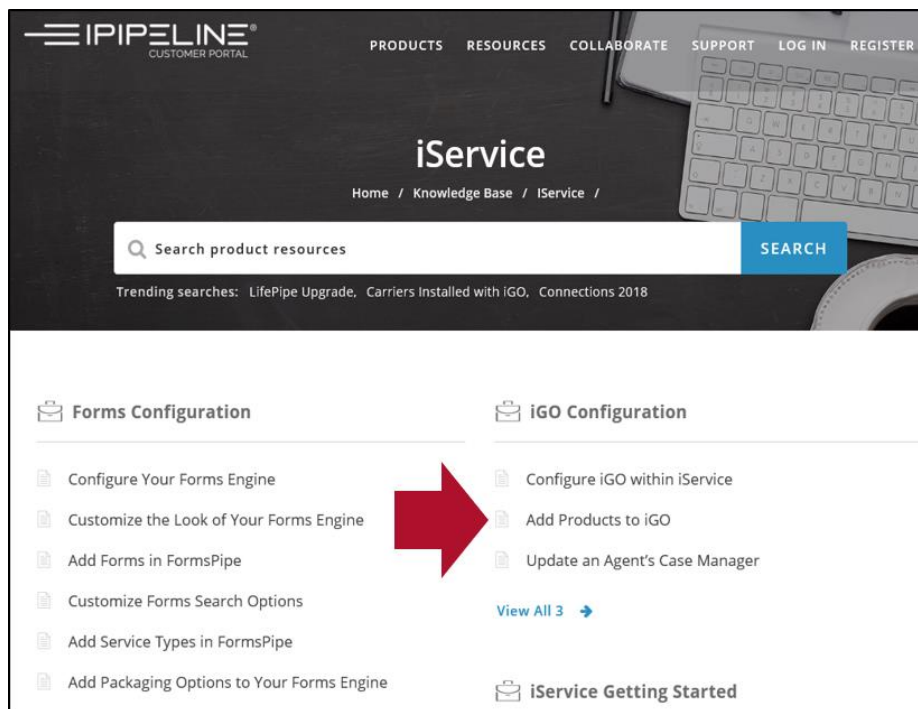 IPIPELINE®
CUSTOMER PORTAL
PRODUCTS RESOURCES COLLABORATE SUPPORT LOG IN REGISTER
iService
Home / Knowledge Base / IService /
Search product resources
SEARCH
Trending searches: LifePipe Upgrade, Carriers Installed with iGO, Connections 2018
Forms Configuration
Configure Your Forms Engine
Customize the Look of Your Forms Engine
Add Forms in FormsPipe
Customize Forms Search Options
Add Service Types in FormsPipe
Add Packaging Options to Your Forms Engine
iGO Configuration
Configure iGO within iService
Add Products to iGO
Update an Agent's Case Manager
View All 3
iService Getting Started